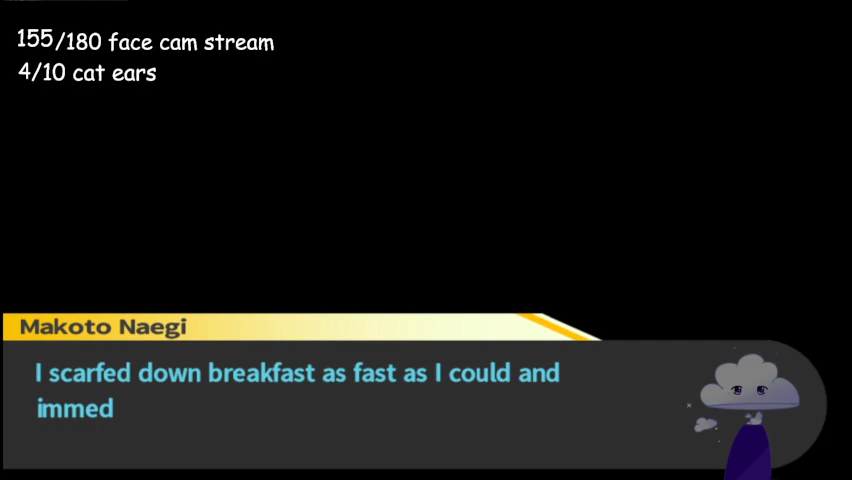 155/180 face cam stream
4/10 cat ears
Makoto Naegi
I scarfed down breakfast as fast as I could and
immed